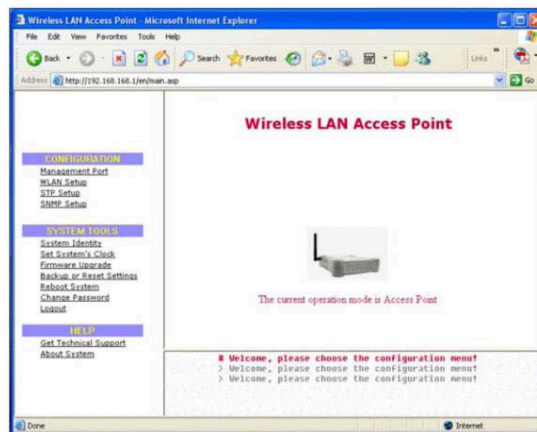 Wireless LAN Access Point - Microsoft Internet Explorer
File Edit View Favorites Tools Help
Back Search Favorites Links
Address http://192.168.168.1/en/main.asp Go
Wireless LAN Access Point
CONFIGURATION
Management Port
WLAN Setup
STP Setup
SNMP Setup
SYSTEM TOOLS
System Identity
Set System's Clock
Firmware Upgrade
Backup or Reset Settings
Reboot System
Change Password
Logout
HELP
Get Technical Support
About System
The current operation mode is Access Point
# Welcome, please choose the configuration menu!
> Welcome, please choose the configuration menu!
> Welcome, please choose the configuration menu!
Done Internet